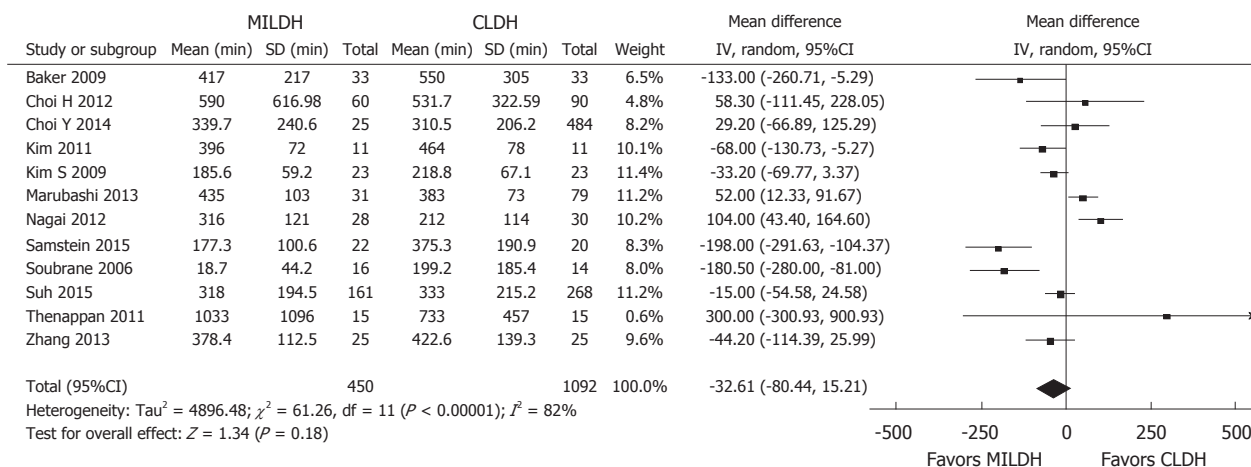 MILDH CLDH Mean difference Mean difference
Study or subgroup Mean (min) SD (min) Total Mean (min) SD (min) Total Weight IV, random, 95%CI IV, random, 95%CI
Baker 2009 417 217 33 550 305 33 6.5% -133.00 (-260.71, -5.29)
Choi H 2012 590 616.98 60 531.7 322.59 90 4.8% 58.30 (-111.45, 228.05)
Choi Y 2014 339.7 240.6 25 310.5 206.2 484 8.2% 29.20 (-66.89, 125.29)
Kim 2011 396 72 11 464 78 11 10.1% -68.00 (-130.73, -5.27)
Kim S 2009 185.6 59.2 23 218.8 67.1 23 11.4% -33.20 (-69.77, 3.37)
Marubashi 2013 435 103 31 383 73 79 11.2% 52.00 (12.33, 91.67)
Nagai 2012 316 121 28 212 114 30 10.2% 104.00 (43.40, 164.60)
Samstein 2015 177.3 100.6 22 375.3 190.9 20 8.3% -198.00 (-291.63, -104.37)
Soubrane 2006 18.7 44.2 16 199.2 185.4 14 8.0% -180.50 (-280.00, -81.00)
Suh 2015 318 194.5 161 333 215.2 268 11.2% -15.00 (-54.58, 24.58)
Thenappan 2011 1033 1096 15 733 457 15 0.6% 300.00 (-300.93, 900.93)
Zhang 2013 378.4 112.5 25 422.6 139.3 25 9.6% -44.20 (-114.39, 25.99)
Total (95%CI) 450 1092 100.0% -32.61 (-80.44, 15.21)
Heterogeneity: Tau² = 4896.48; χ² = 61.26, df = 11 (P < 0.00001); I² = 82%
Test for overall effect: Z = 1.34 (P = 0.18)
-500 -250 0 250 500
Favors MILDH Favors CLDH